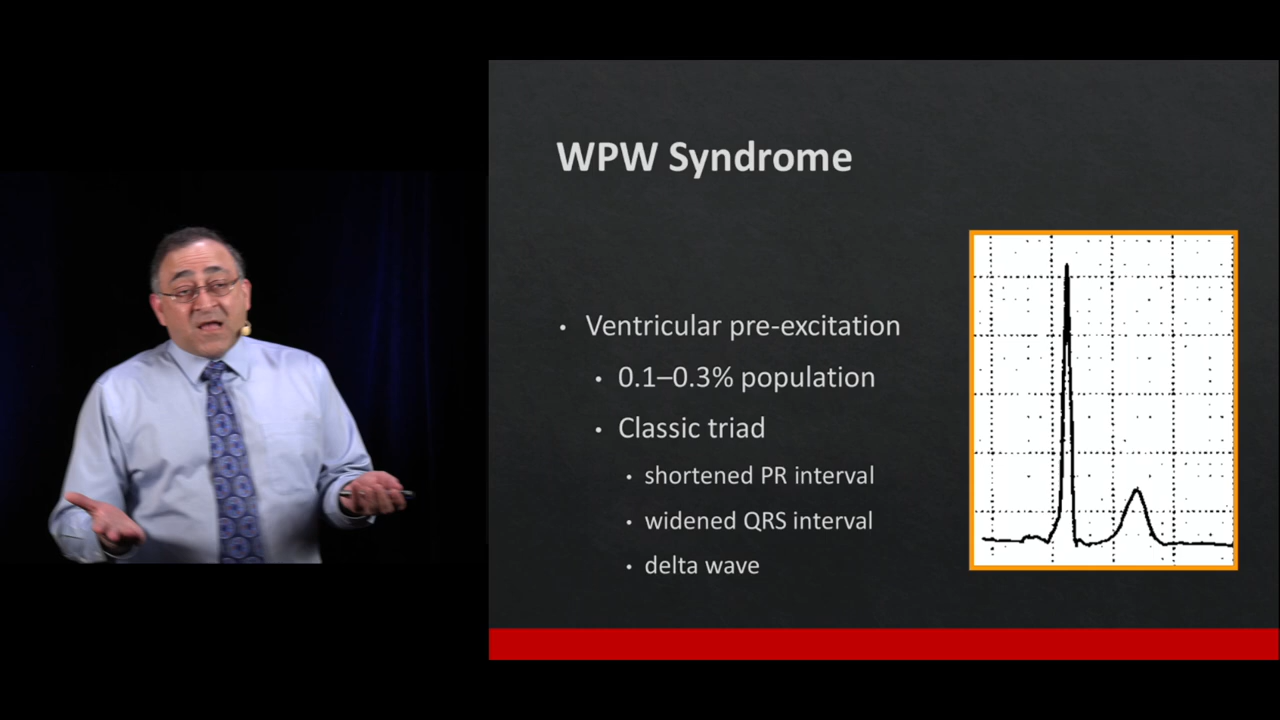 WPW Syndrome
• Ventricular pre-excitation
• 0.1–0.3% population
• Classic triad
• shortened PR interval
• widened QRS interval
• delta wave